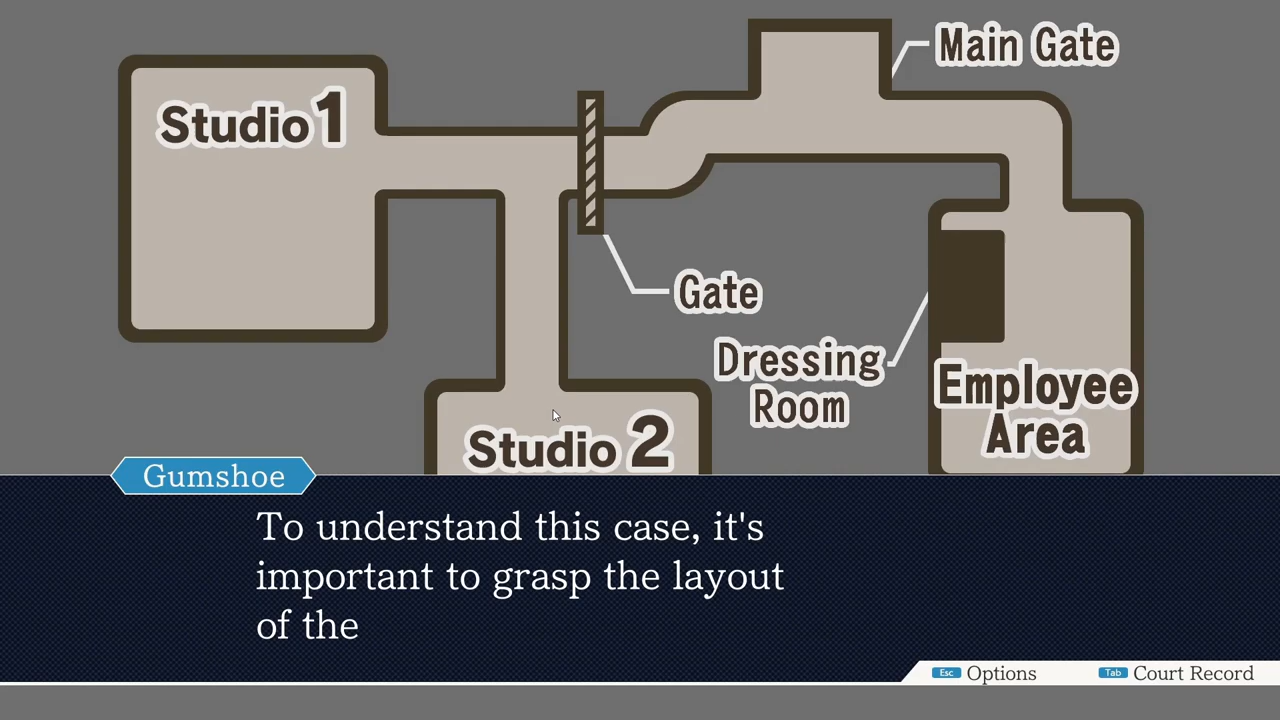 Main Gate
Studio 1
Gate
Dressing
Room
Employee
Area
Studio 2
Gumshoe
To understand this case, it's
important to grasp the layout
of the
Esc Options Tab Court Record